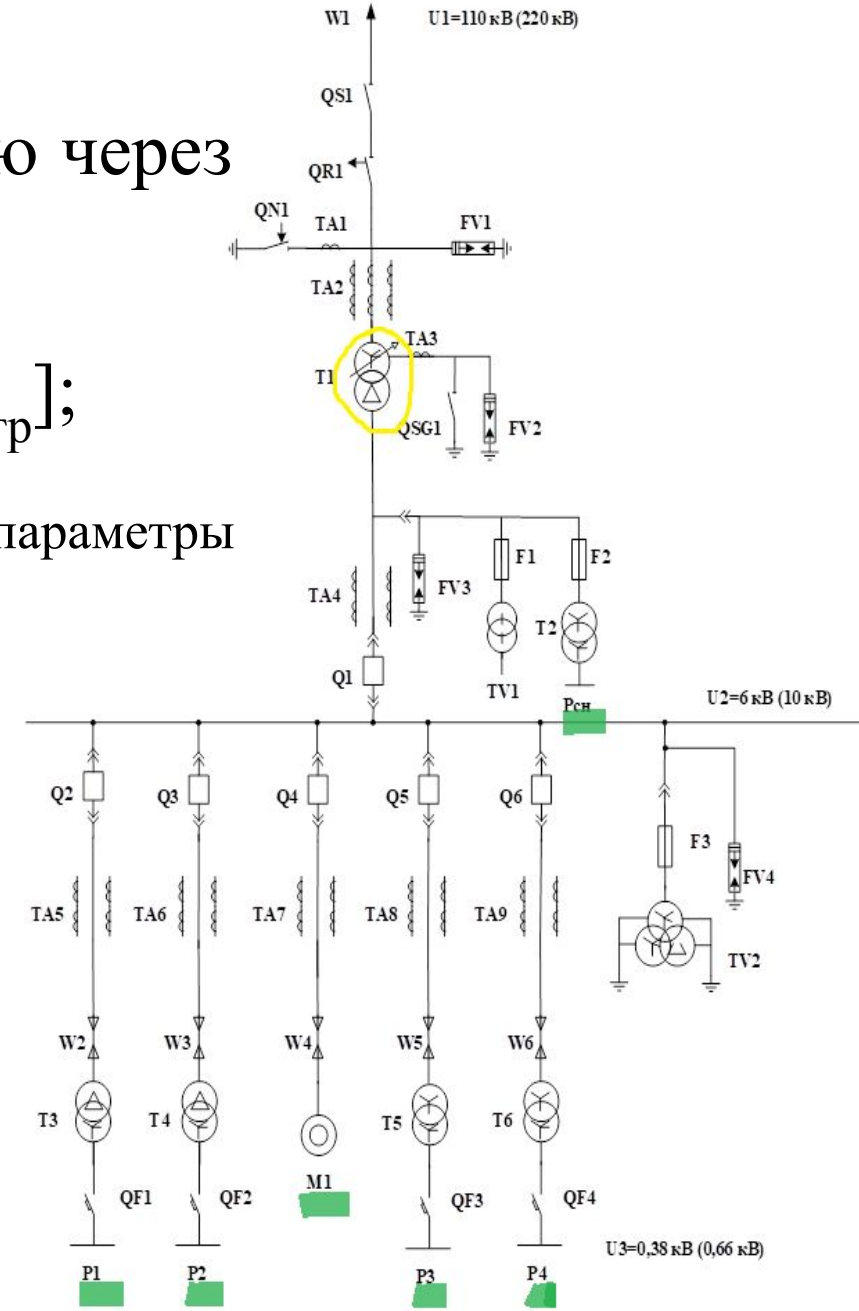 W1 U1=110 кВ (220 кВ)
QS1
ю через
QR1
QN1 TA1 FV1
TA2
TA3
T1
тр];
QSG1 FV2
параметры
F1 F2
TA4 FV3
T2
Q1
TV1
Pсн U2=6 кВ (10 кВ)
Q2 Q3 Q4 Q5 Q6
F3
FV4
TA5 TA6 TA7 TA8 TA9
TV2
W2 W3 W4 W5 W6
T3 T4 T5 T6
M1
QF1 QF2 QF3 QF4
U3=0,38 кВ (0,66 кВ)
P1 P2 P3 P4